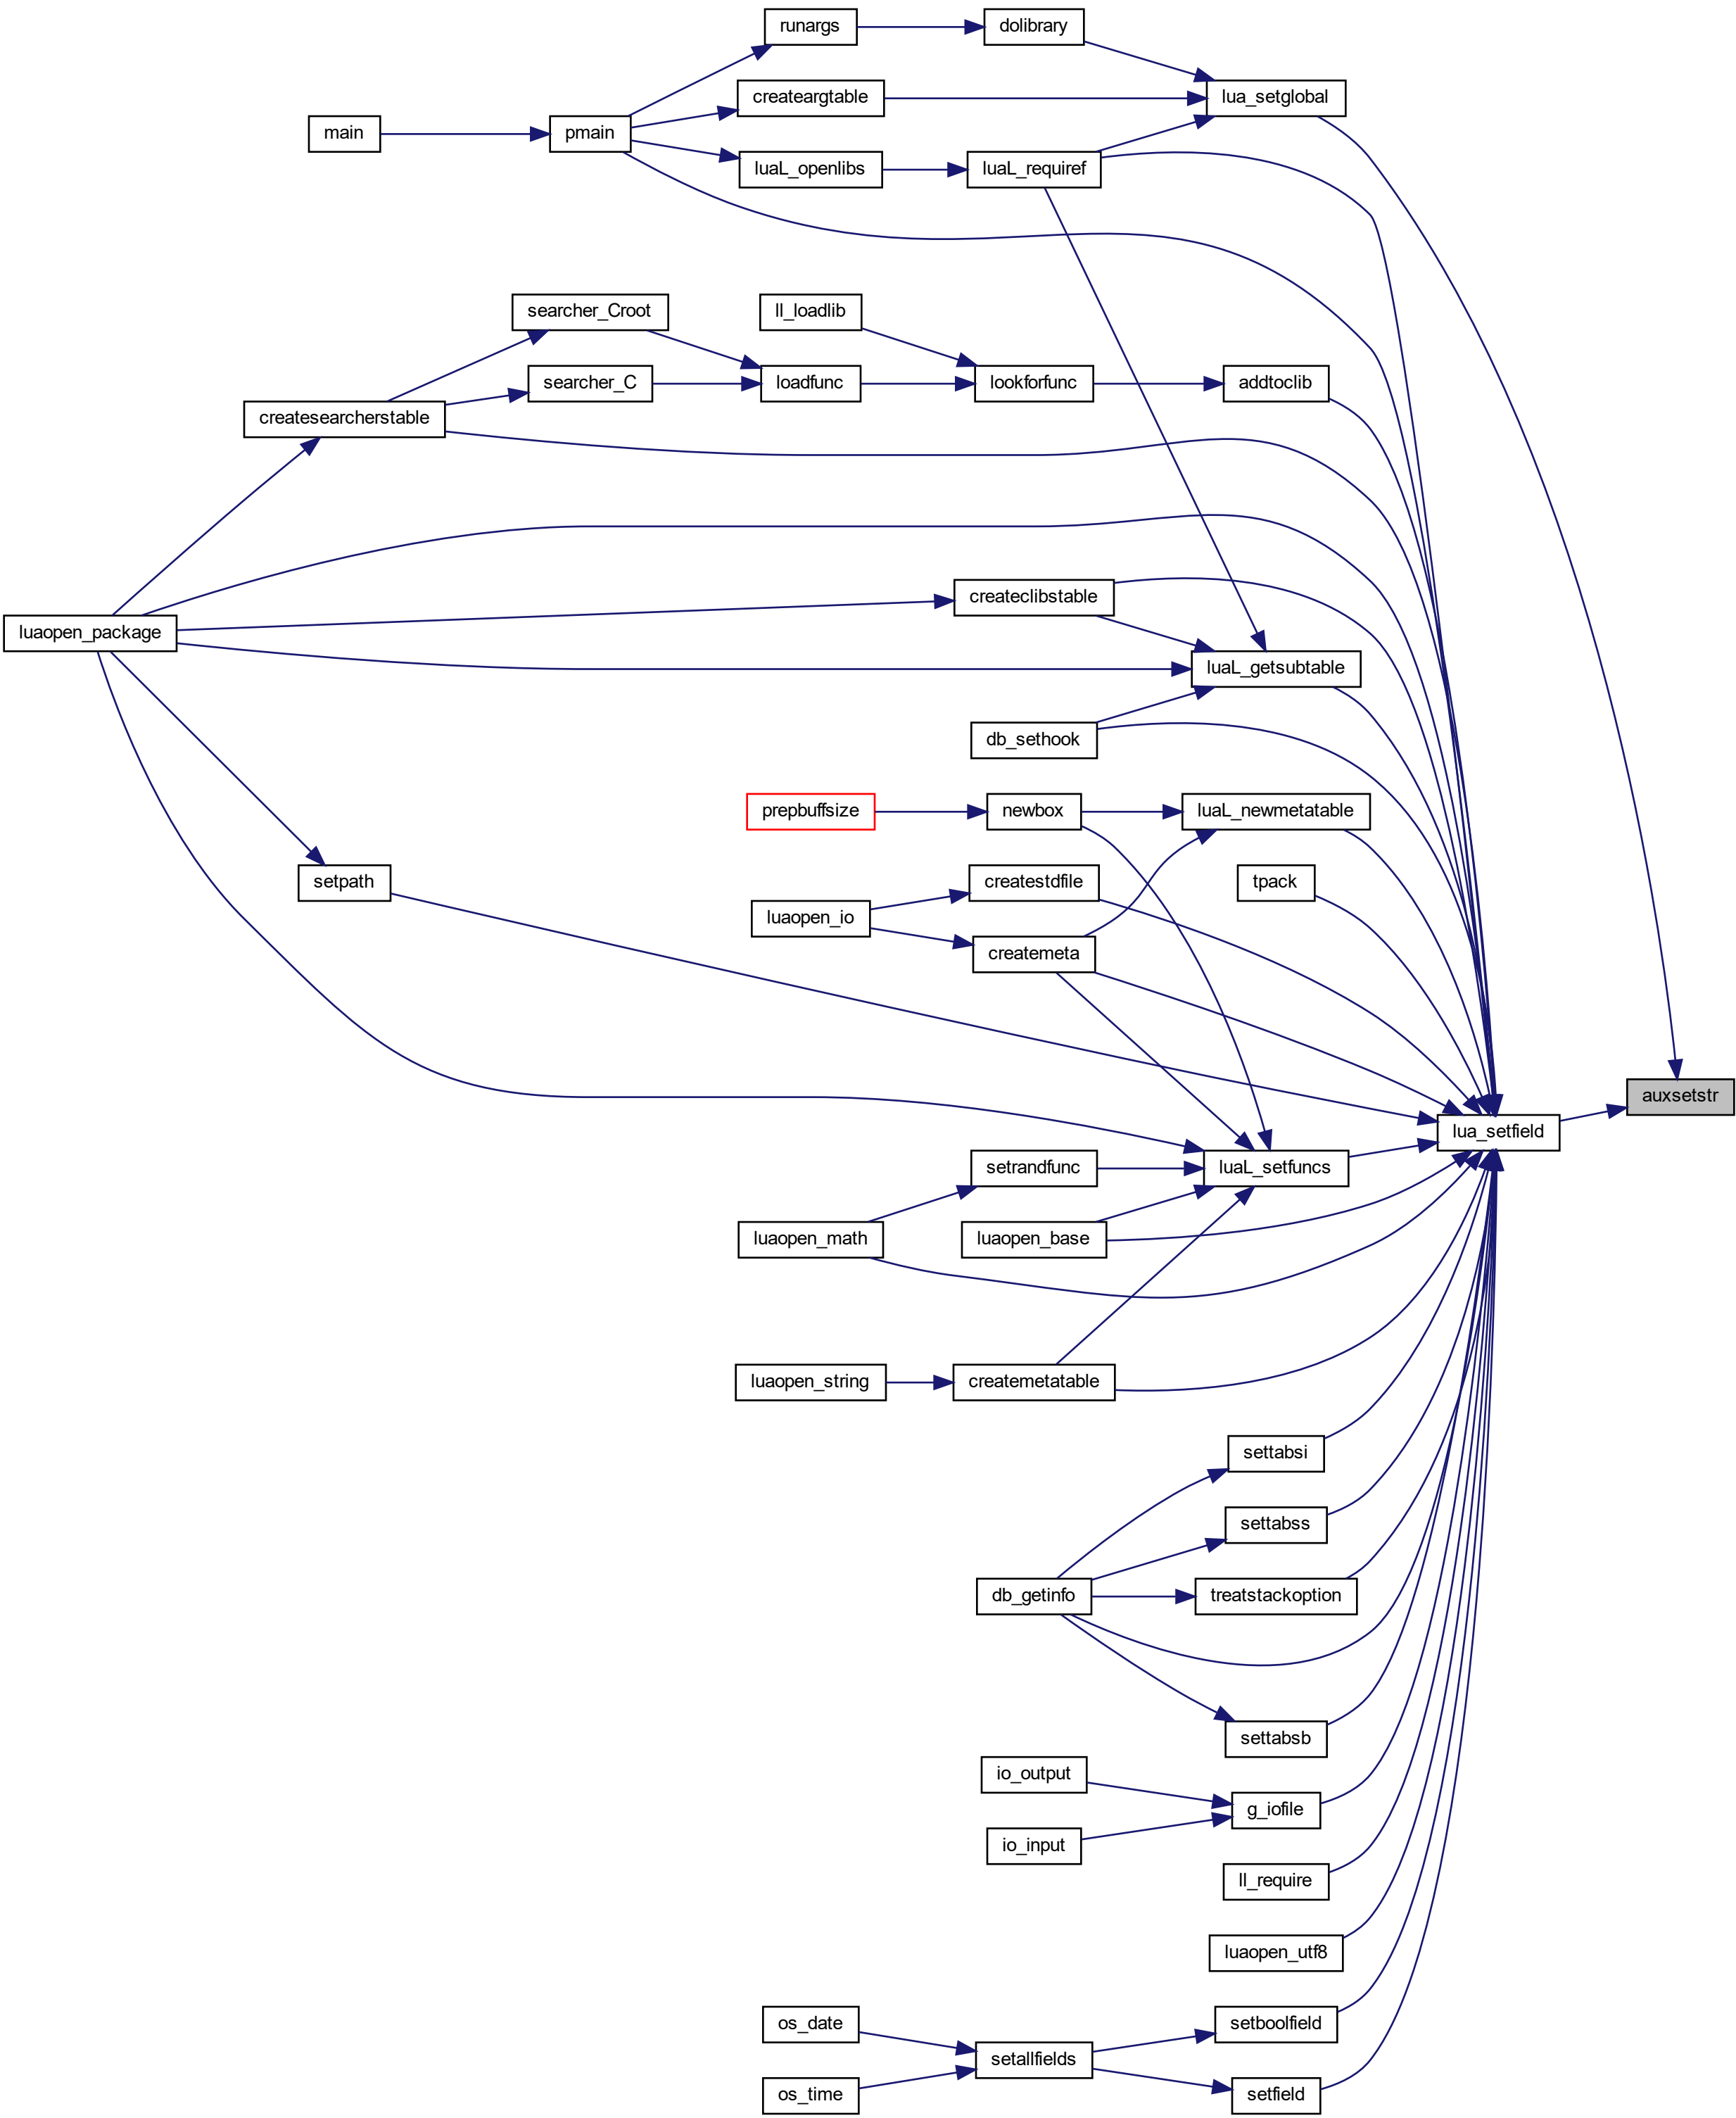 runargs
dolibrary
createargtable
lua_setglobal
main
pmain
luaL_openlibs
luaL_requiref
searcher_Croot
ll_loadlib
searcher_C
loadfunc
lookforfunc
addtoclib
createsearcherstable
createclibstable
luaopen_package
luaL_getsubtable
db_sethook
prepbuffsize
newbox
luaL_newmetatable
setpath
createstdfile
tpack
luaopen_io
createmeta
auxsetstr
lua_setfield
setrandfunc
luaL_setfuncs
luaopen_math
luaopen_base
luaopen_string
createmetatable
settabsi
settabss
db_getinfo
treatstackoption
settabsb
io_output
g_iofile
io_input
ll_require
luaopen_utf8
os_date
setboolfield
setallfields
os_time
setfield